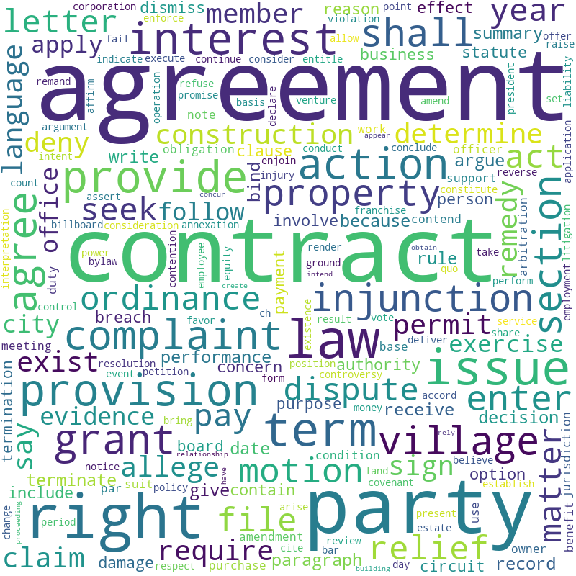 corporation point offer
letter dismiss reason effect year violation allow raise
member enforce fail
apply interest shall summary
indicate execute continue consider entitle business statute
remand refuse promise basis venture declare amend president set liability
affirm operation
agreement
argument note construction determine
intent deny write obligation clause work appear officer application
language count assert enjoin conduct conclude argue act reverse
concur injury action support constitute
provide bind property person
agree office seek follow involve because contend
interpretation billboard consideration annexation franchise remedy arbitration litigation
power contention employee equity render ground take rule
duty bylaw create contract intend obtain quo perform employment section
control ordinance payment injunction
city breach favor ch existence result vote deliver service share
meeting resolution complaint law base permit
exist performance concern position authority accord exercise
termination event petition form controversy issue
provision dispute
evidence pay bring money rely purpose receive enter decision
say grant board date term condition village matter
relationship
allege notice motion land covenant believe establish jurisdiction
terminate suit sign option
include par policy give have contain arise estate present use benefit
change period right file amendment party owner
proceeding require cite review bar relief
claim damage respect purchase paragraph building day circuit record